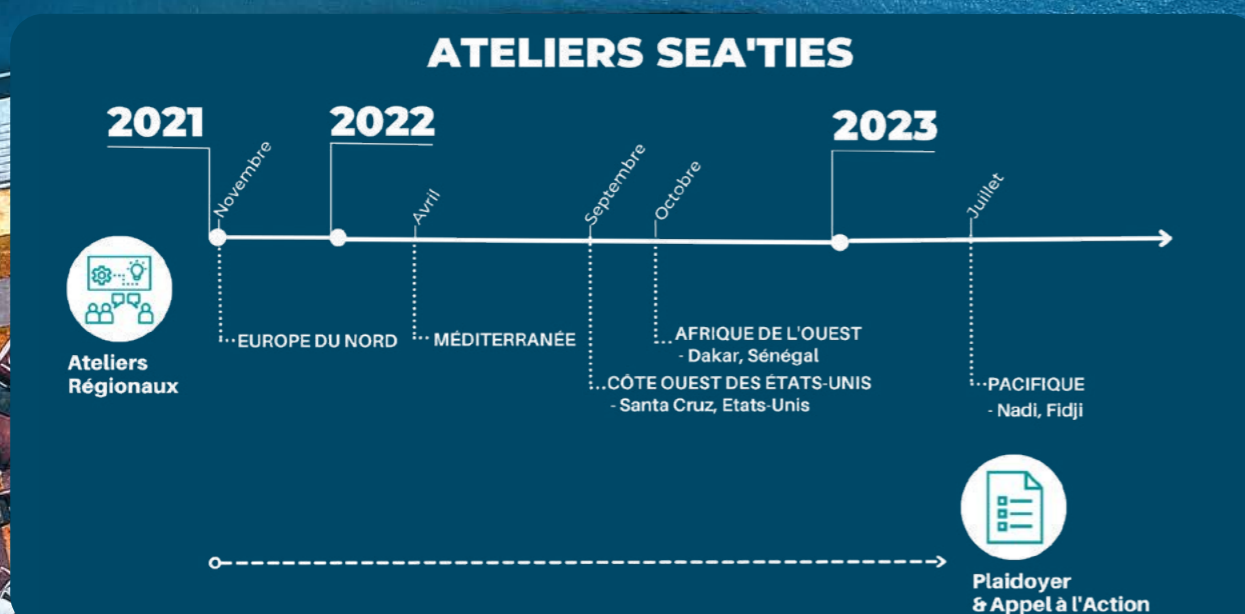 ATELIERS SEA'TIES
2021
2022
2023
Novembre
Avril
Septembre
Octobre
Juillet
Ateliers
Régionaux
EUROPE DU NORD
MÉDITERRANÉE
AFRIQUE DE L'OUEST
- Dakar, Sénégal
CÔTE OUEST DES ÉTATS-UNIS
- Santa Cruz, Etats-Unis
PACIFIQUE
- Nadi, Fidji
Plaidoyer
& Appel à l'Action